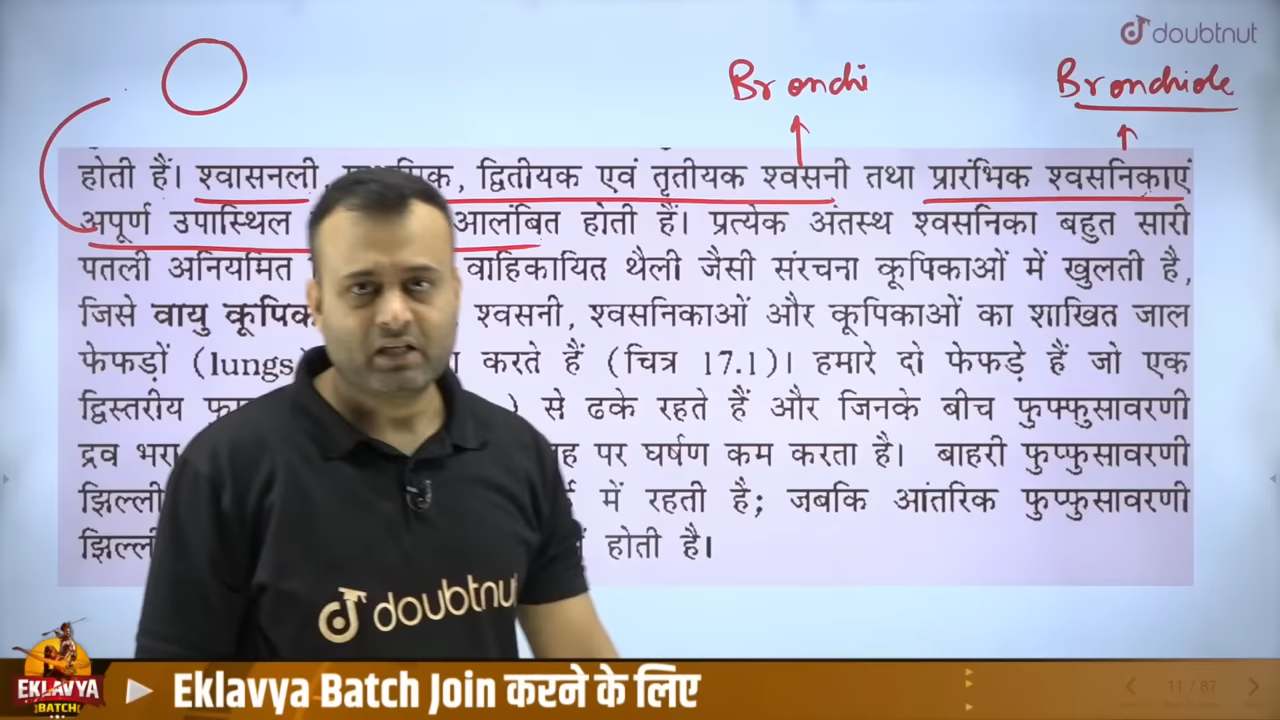 doubtnut
Bronchi Bronchiole
होती हैं। श्वासनली, द्वितीयक एवं तृतीयक श्वसनी तथा प्रारंभिक श्वसनिकाएं
अपूर्ण उपास्थिल आलंबित होती हैं। प्रत्येक अंतस्थ श्वसनिका बहुत सारी
पतली अनियमित वाहिकायित थैली जैसी संरचना कूपिकाओं में खुलती है,
जिसे वायु श्वसनी, श्वसनिकाओं और कूपिकाओं का शाखित जाल
फेफड़ों (lungs करते हैं (चित्र 17.1)। हमारे दो फेफड़े हैं जो एक
द्विस्तरीय ) से ढके रहते हैं और जिनके बीच फुफ्फुसावरणी
द्रव भरा पर घर्षण कम करता है। बाहरी फुप्फुसावरणी
झिल्ली में रहती है; जबकि आंतरिक फुप्फुसावरणी
झिल्ली होती है।
doubtnut
EKLAVYA
BATCH
Eklavya Batch Join करने के लिए
11 / 87